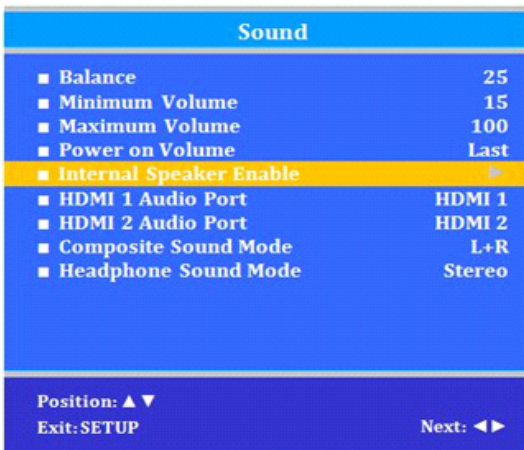 Sound
■ Balance 25
■ Minimum Volume 15
■ Maximum Volume 100
■ Power on Volume Last
■ Internal Speaker Enable ▶
■ HDMI 1 Audio Port HDMI 1
■ HDMI 2 Audio Port HDMI 2
■ Composite Sound Mode L+R
■ Headphone Sound Mode Stereo
Position: ▲▼
Exit: SETUP Next: ◀▶